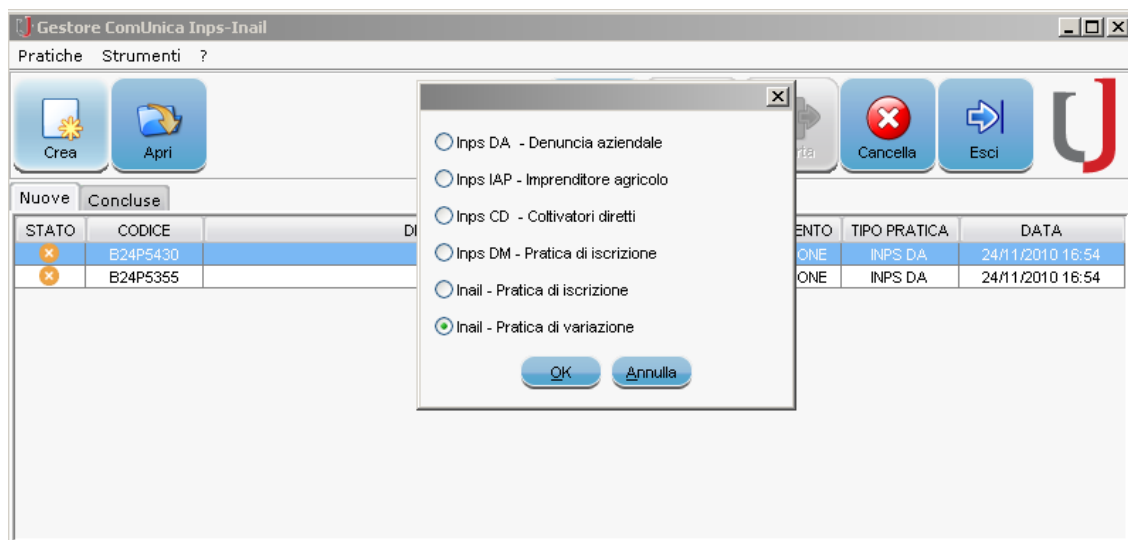 Gestore ComUnica Inps-Inail
Pratiche Strumenti ?
Crea Apri Cancella Esci
Inps DA - Denuncia aziendale
Inps IAP - Imprenditore agricolo
Inps CD - Coltivatori diretti
Inps DM - Pratica di iscrizione
Inail - Pratica di iscrizione
Inail - Pratica di variazione
OK Annulla
Nuove Concluse
STATO CODICE TIPO PRATICA DATA
B24P5430 INPS DA 24/11/2010 16:54
B24P5355 INPS DA 24/11/2010 16:54